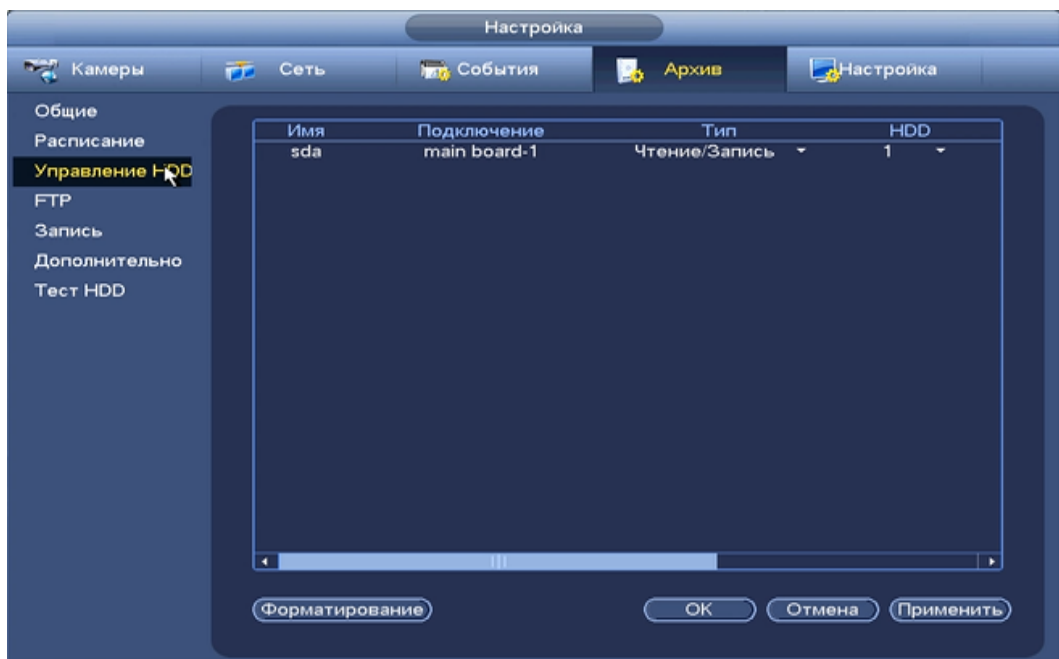 Настройка
Камеры Сеть События Архив Настройка
Общие
Расписание
Управление HDD
FTP
Запись
Дополнительно
Тест HDD
Имя Подключение Тип HDD
sda main board-1 Чтение/Запись 1
Форматирование OK Отмена Применить